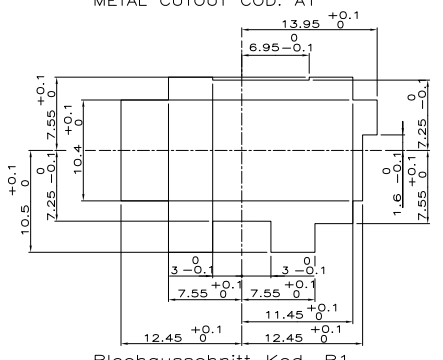 METAL CUTOUT COD. A1
13.95 +0.1 0
6.95 0 -0.1
7.55 +0.1 0
10.4 +0.1 0
7.25 0 -0.1
10.5 +0.1 0
7.25 0 -0.1
1.6 0 -0.1
7.55 +0.1 0
3 0 -0.1
3 0 -0.1
7.55 +0.1 0
7.55 +0.1 0
11.45 +0.1 0
12.45 +0.1 0
12.45 +0.1 0
Blechausschnitt Kod. B1